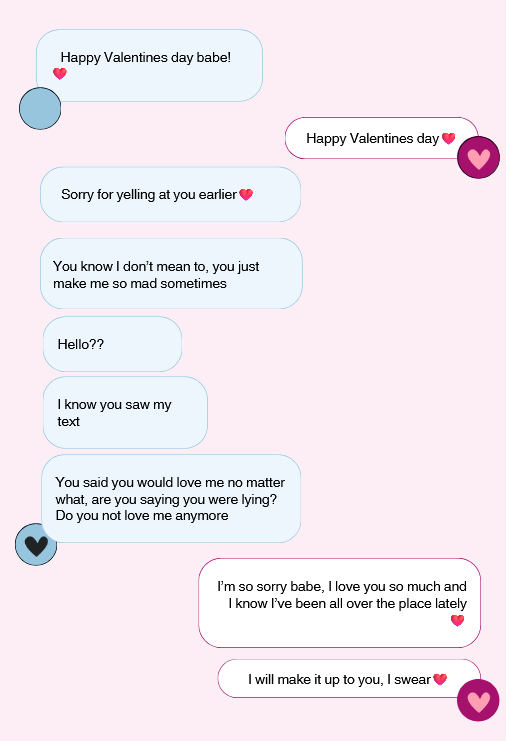 Happy Valentines day babe!
💔
Happy Valentines day 💔
Sorry for yelling at you earlier 💔
You know I don’t mean to, you just
make me so mad sometimes
Hello??
I know you saw my
text
You said you would love me no matter
what, are you saying you were lying?
Do you not love me anymore
I’m so sorry babe, I love you so much and
I know I’ve been all over the place lately
💔
I will make it up to you, I swear 💔